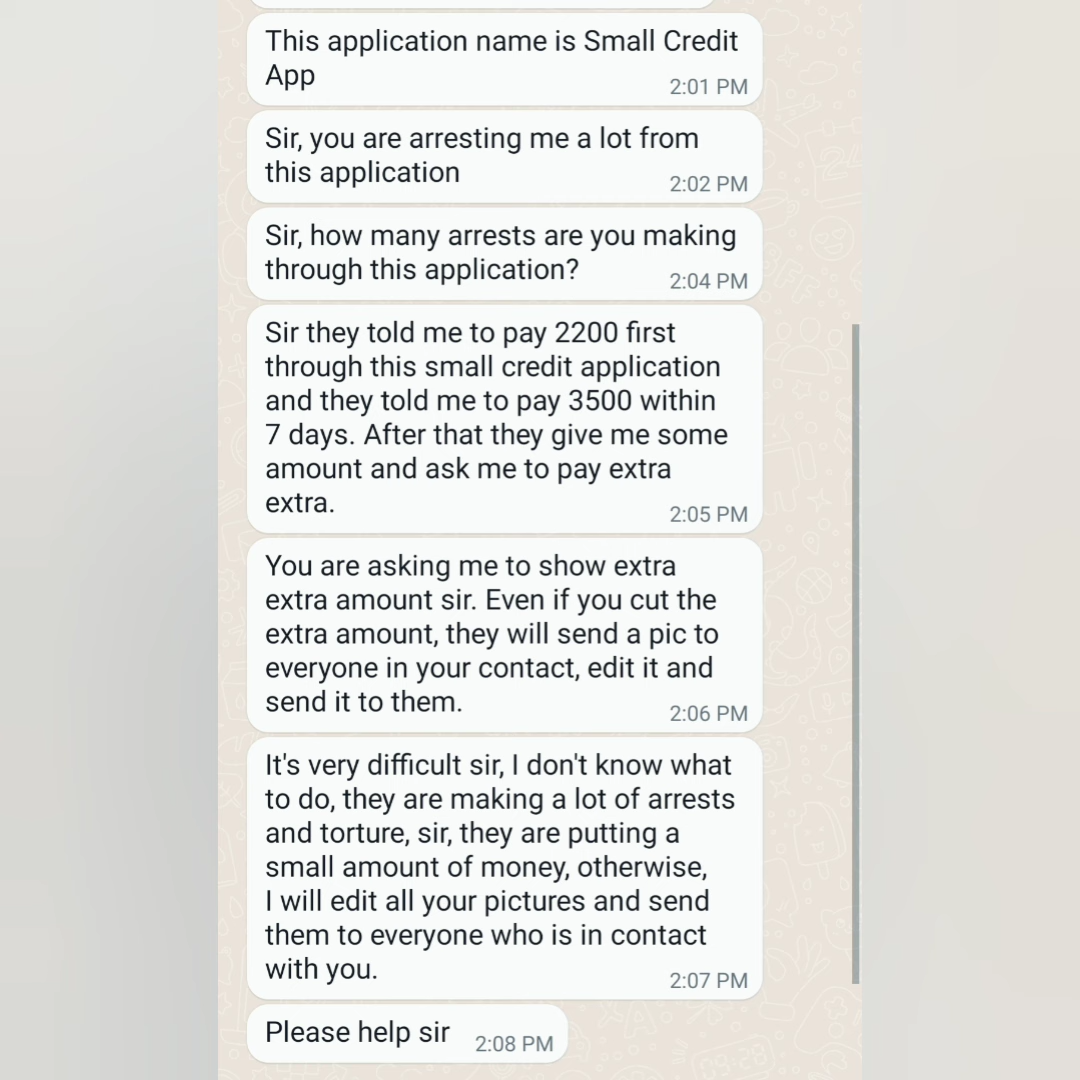 This application name is Small Credit
App
2:01 PM
Sir, you are arresting me a lot from
this application
2:02 PM
Sir, how many arrests are you making
through this application?
2:04 PM
Sir they told me to pay 2200 first
through this small credit application
and they told me to pay 3500 within
7 days. After that they give me some
amount and ask me to pay extra
extra.
2:05 PM
You are asking me to show extra
extra amount sir. Even if you cut the
extra amount, they will send a pic to
everyone in your contact, edit it and
send it to them.
2:06 PM
It's very difficult sir, I don't know what
to do, they are making a lot of arrests
and torture, sir, they are putting a
small amount of money, otherwise,
I will edit all your pictures and send
them to everyone who is in contact
with you.
2:07 PM
Please help sir
2:08 PM